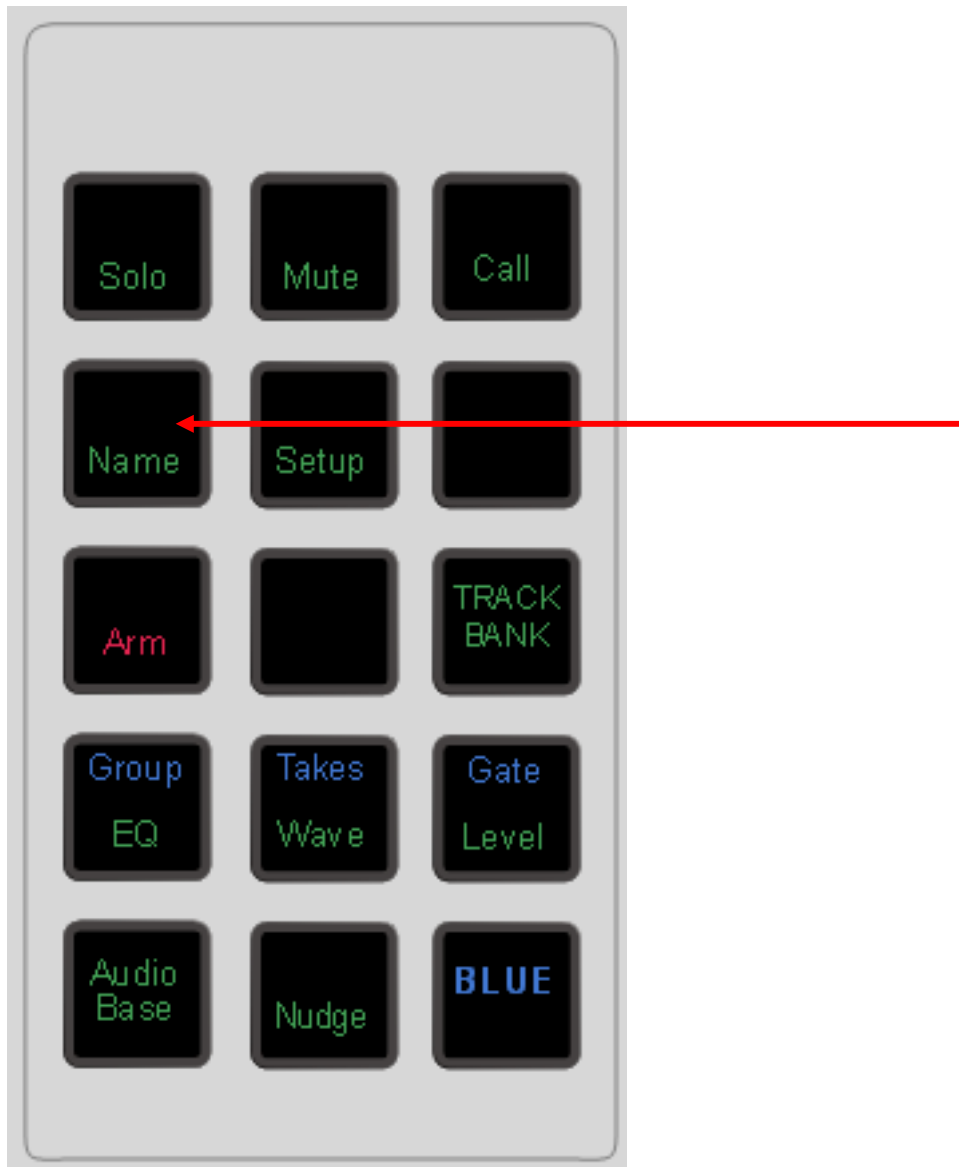 Solo Mute Call
Name Setup
Arm
TRACK
BANK
Group Takes Gate
EQ Wave Level
Audio
Base
Nudge
BLUE